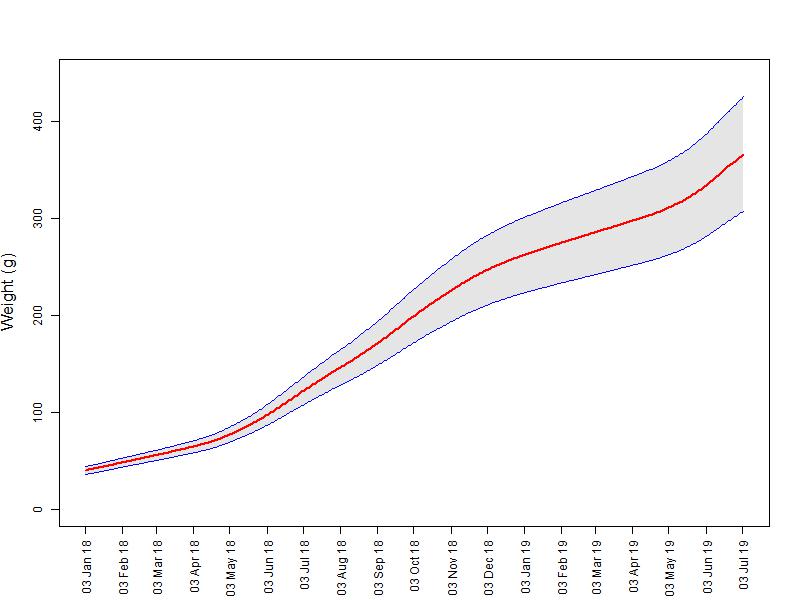 Weight (g)
400
300
200
100
0
03 Jan 18
03 Feb 18
03 Mar 18
03 Apr 18
03 May 18
03 Jun 18
03 Jul 18
03 Aug 18
03 Sep 18
03 Oct 18
03 Nov 18
03 Dec 18
03 Jan 19
03 Feb 19
03 Mar 19
03 Apr 19
03 May 19
03 Jun 19
03 Jul 19